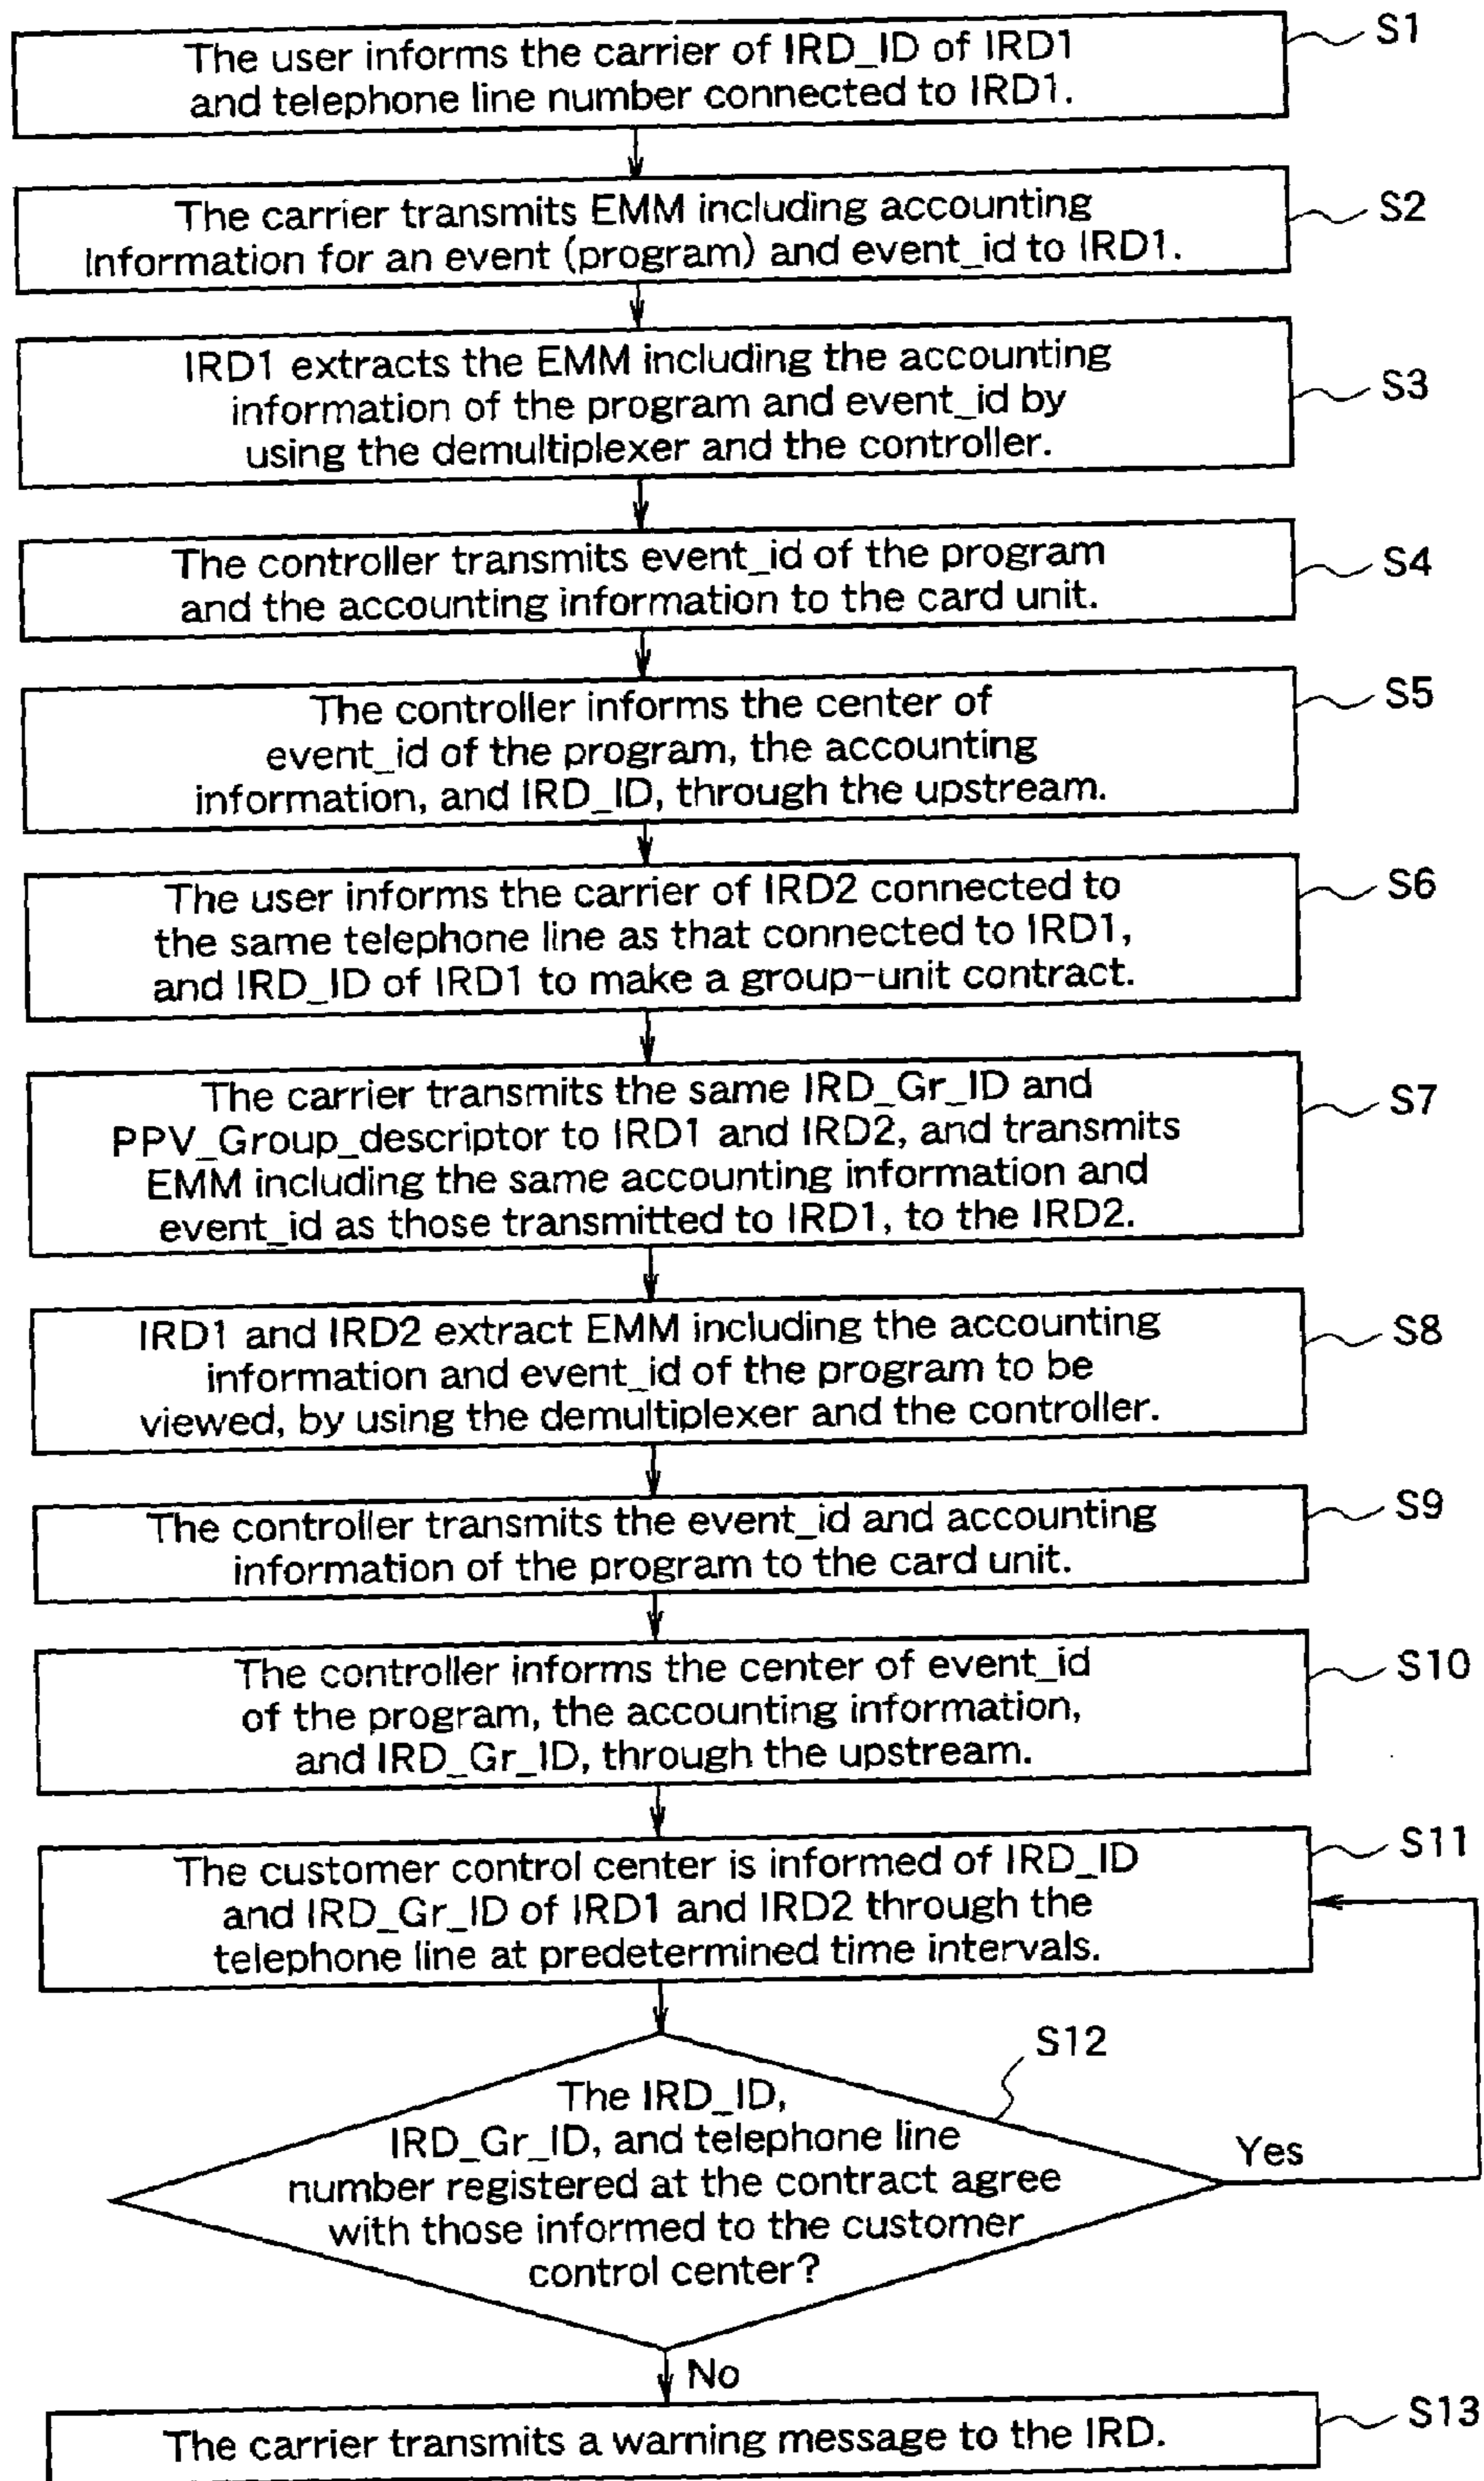 The user informs the carrier of IRD_ID of IRD1
and telephone line number connected to IRD1.
S1
The carrier transmits EMM including accounting
Information for an event (program) and event_id to IRD1.
S2
IRD1 extracts the EMM including the accounting
information of the program and event_id by
using the demultiplexer and the controller.
S3
The controller transmits event_id of the program
and the accounting information to the card unit.
S4
The controller informs the center of
event_id of the program, the accounting
information, and IRD_ID, through the upstream.
S5
The user informs the carrier of IRD2 connected to
the same telephone line as that connected to IRD1,
and IRD_ID of IRD1 to make a group-unit contract.
S6
The carrier transmits the same IRD_Gr_ID and
PPV_Group_descriptor to IRD1 and IRD2, and transmits
EMM including the same accounting information and
event_id as those transmitted to IRD1, to the IRD2.
S7
IRD1 and IRD2 extract EMM including the accounting
information and event_id of the program to be
viewed, by using the demultiplexer and the controller.
S8
The controller transmits the event_id and accounting
information of the program to the card unit.
S9
The controller informs the center of event_id
of the program, the accounting information,
and IRD_Gr_ID, through the upstream.
S10
The customer control center is informed of IRD_ID
and IRD_Gr_ID of IRD1 and IRD2 through the
telephone line at predetermined time intervals.
S11
S12
The IRD_ID,
IRD_Gr_ID, and telephone line
number registered at the contract agree
with those informed to the customer
control center?
Yes
No
The carrier transmits a warning message to the IRD.
S13